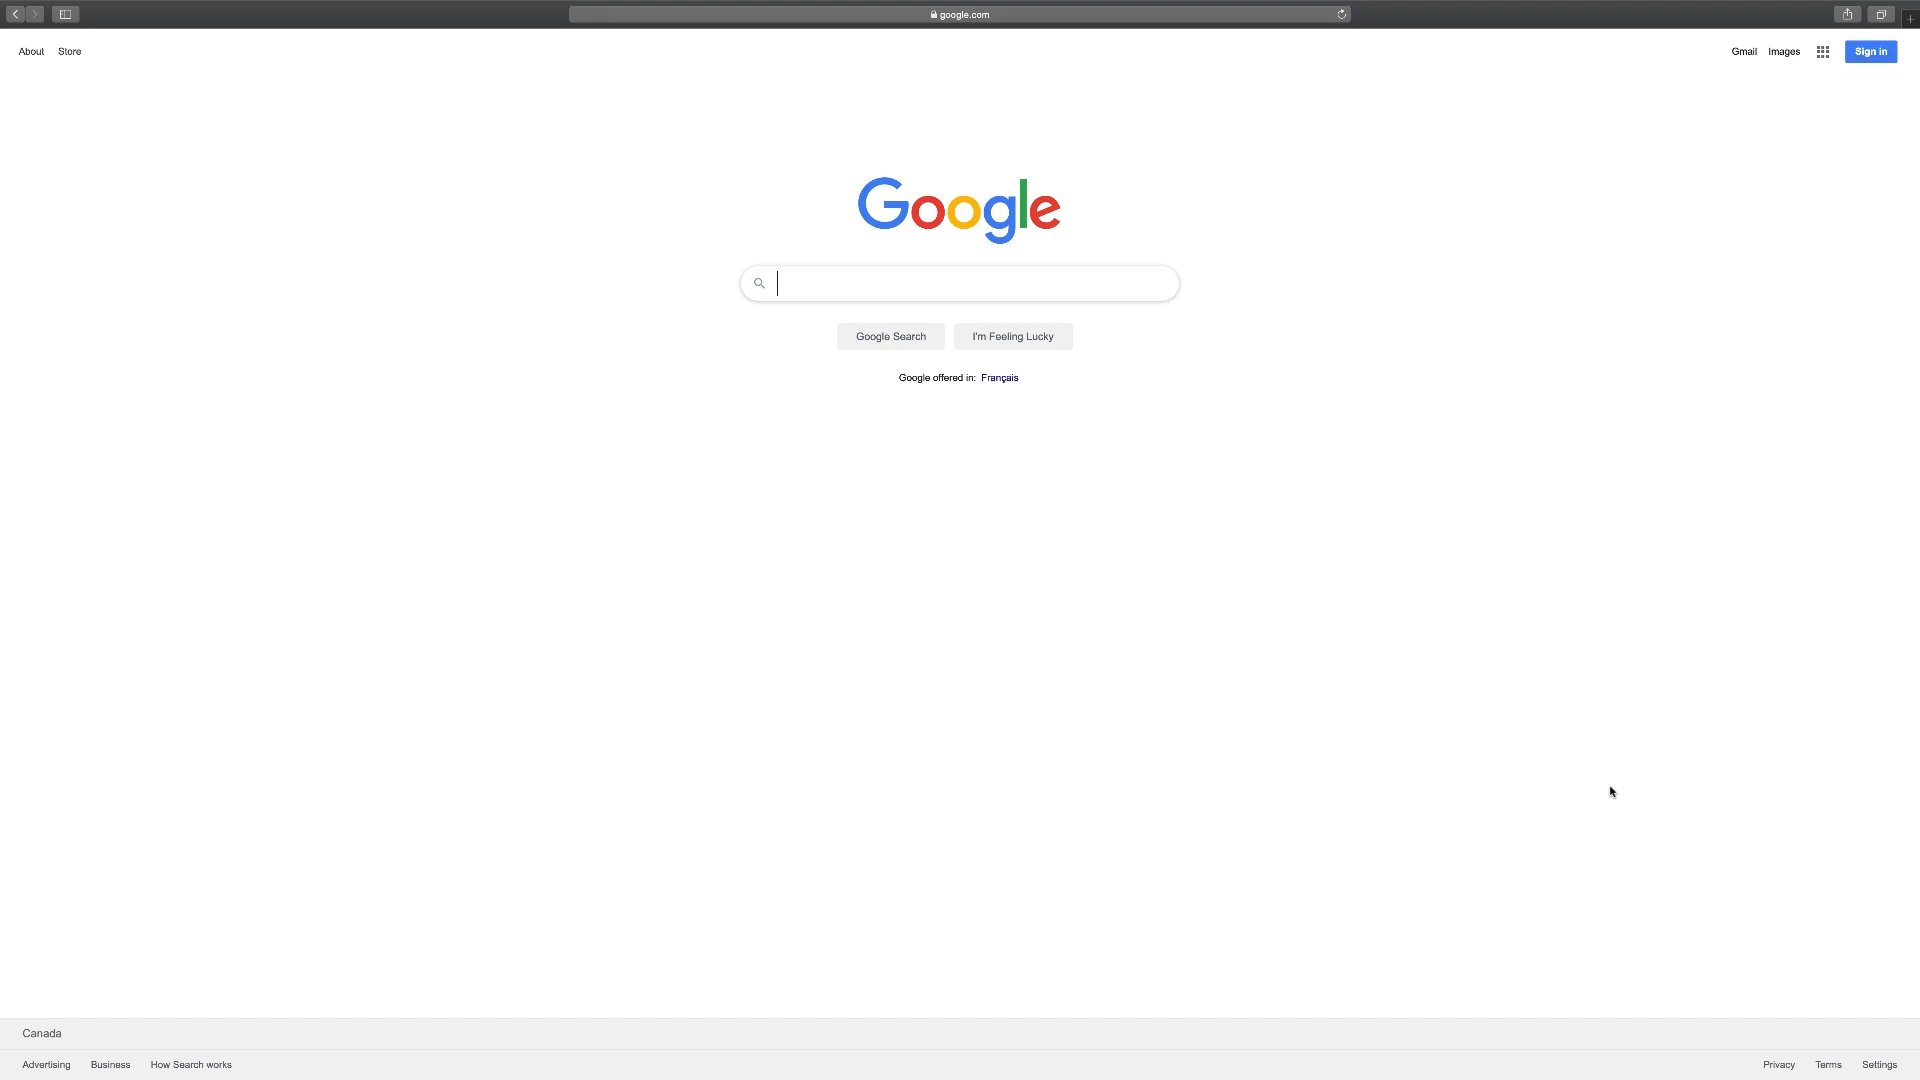 google.com
About Store
Gmail Images Sign in
Google
Google Search I'm Feeling Lucky
Google offered in: Français
Canada
Advertising Business How Search works
Privacy Terms Settings